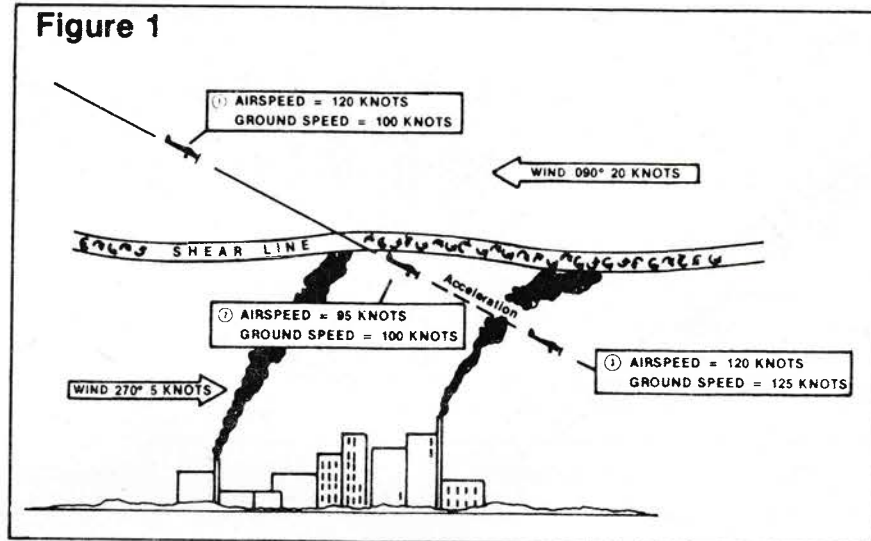 Figure 1
① AIRSPEED = 120 KNOTS
GROUND SPEED = 100 KNOTS
WIND 090° 20 KNOTS
SHEAR LINE
Acceleration
② AIRSPEED = 95 KNOTS
GROUND SPEED = 100 KNOTS
③ AIRSPEED = 120 KNOTS
GROUND SPEED = 125 KNOTS
WIND 270° 5 KNOTS